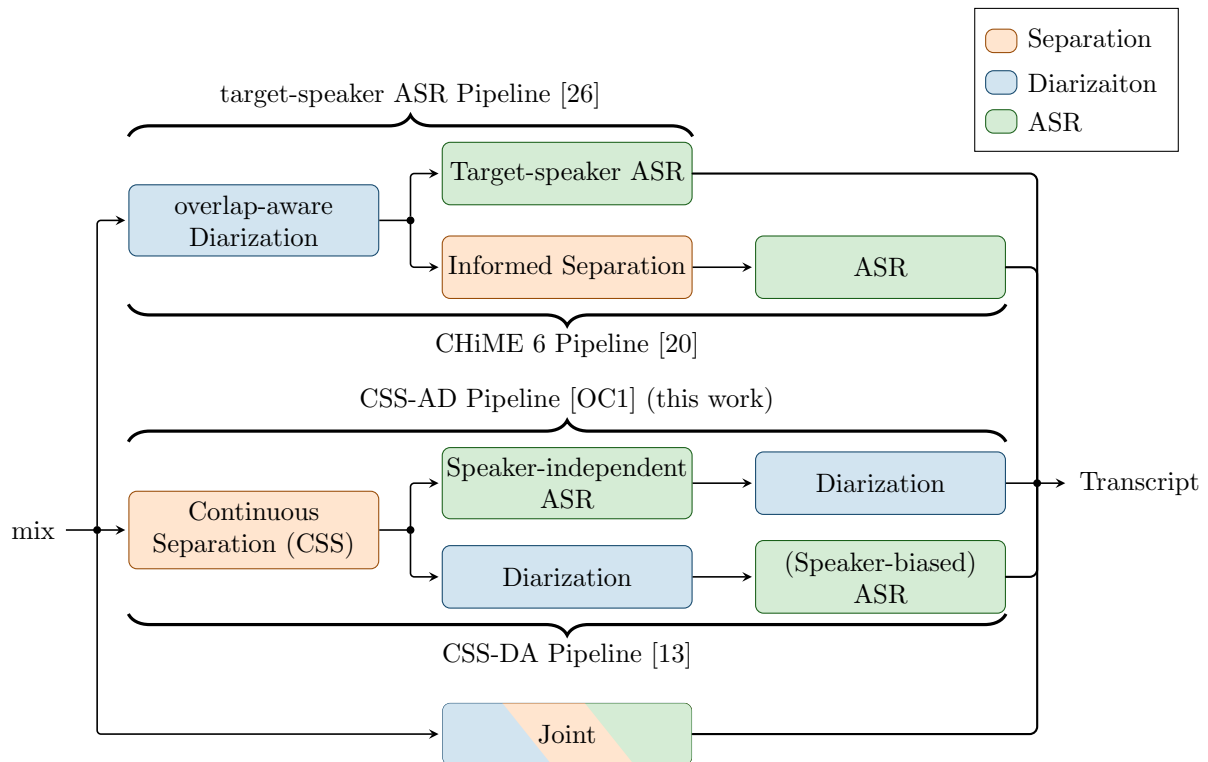 Separation
Diarizaiton
ASR
target-speaker ASR Pipeline [26]
overlap-aware
Diarization
Target-speaker ASR
Informed Separation
ASR
CHiME 6 Pipeline [20]
CSS-AD Pipeline [OC1] (this work)
mix
Continuous
Separation (CSS)
Speaker-independent
ASR
Diarization
Diarization
(Speaker-biased)
ASR
Transcript
CSS-DA Pipeline [13]
Joint